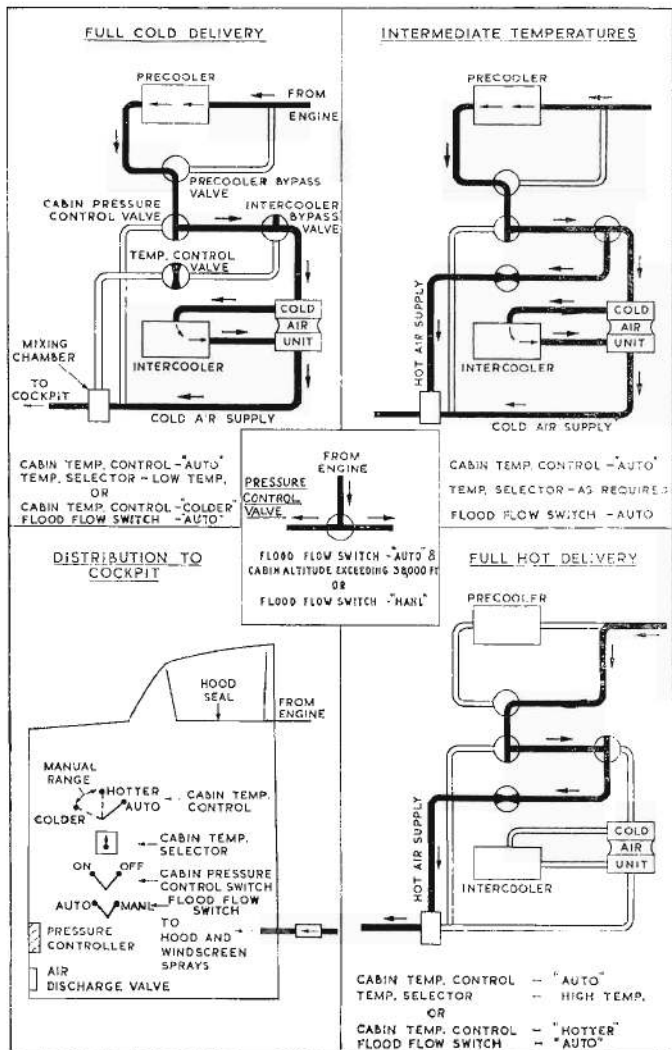 FULL COLD DELIVERY
PRECOOLER
FROM
ENGINE
PRECOOLER BYPASS
VALVE
CABIN PRESSURE
CONTROL VALVE
INTERCOOLER
BYPASS
VALVE
TEMP. CONTROL
VALVE
COLD
AIR
UNIT
INTERCOOLER
MIXING
CHAMBER
TO
COCKPIT
COLD AIR SUPPLY
CABIN TEMP. CONTROL -"AUTO"
TEMP. SELECTOR - LOW TEMP.
OR
CABIN TEMP. CONTROL -"COLDER"
FLOOD FLOW SWITCH -"AUTO"
INTERMEDIATE TEMPERATURES
PRECOOLER
HOT AIR SUPPLY
COLD
AIR
UNIT
INTERCOOLER
COLD AIR SUPPLY
CABIN TEMP. CONTROL -"AUTO"
TEMP. SELECTOR - AS REQUIRED
FLOOD FLOW SWITCH - AUTO
FROM
ENGINE
PRESSURE
CONTROL
VALVE
FLOOD FLOW SWITCH -"AUTO" &
CABIN ALTITUDE EXCEEDING 38,000 FT
OR
FLOOD FLOW SWITCH -"MANL"
DISTRIBUTION TO
COCKPIT
HOOD
SEAL
FROM
ENGINE
MANUAL
RANGE
HOTTER
AUTO
COLDER
CABIN TEMP.
CONTROL
CABIN TEMP.
SELECTOR
ON OFF
CABIN PRESSURE
CONTROL SWITCH
FLOOD FLOW
SWITCH
AUTO MANL
PRESSURE
CONTROLLER
TO
HOOD AND
WINDSCREEN
SPRAYS
AIR
DISCHARGE VALVE
FULL HOT DELIVERY
PRECOOLER
HOT AIR SUPPLY
COLD
AIR
UNIT
INTERCOOLER
CABIN TEMP. CONTROL - "AUTO"
TEMP. SELECTOR - HIGH TEMP.
OR
CABIN TEMP. CONTROL - "HOTTER"
FLOOD FLOW SWITCH - "AUTO"